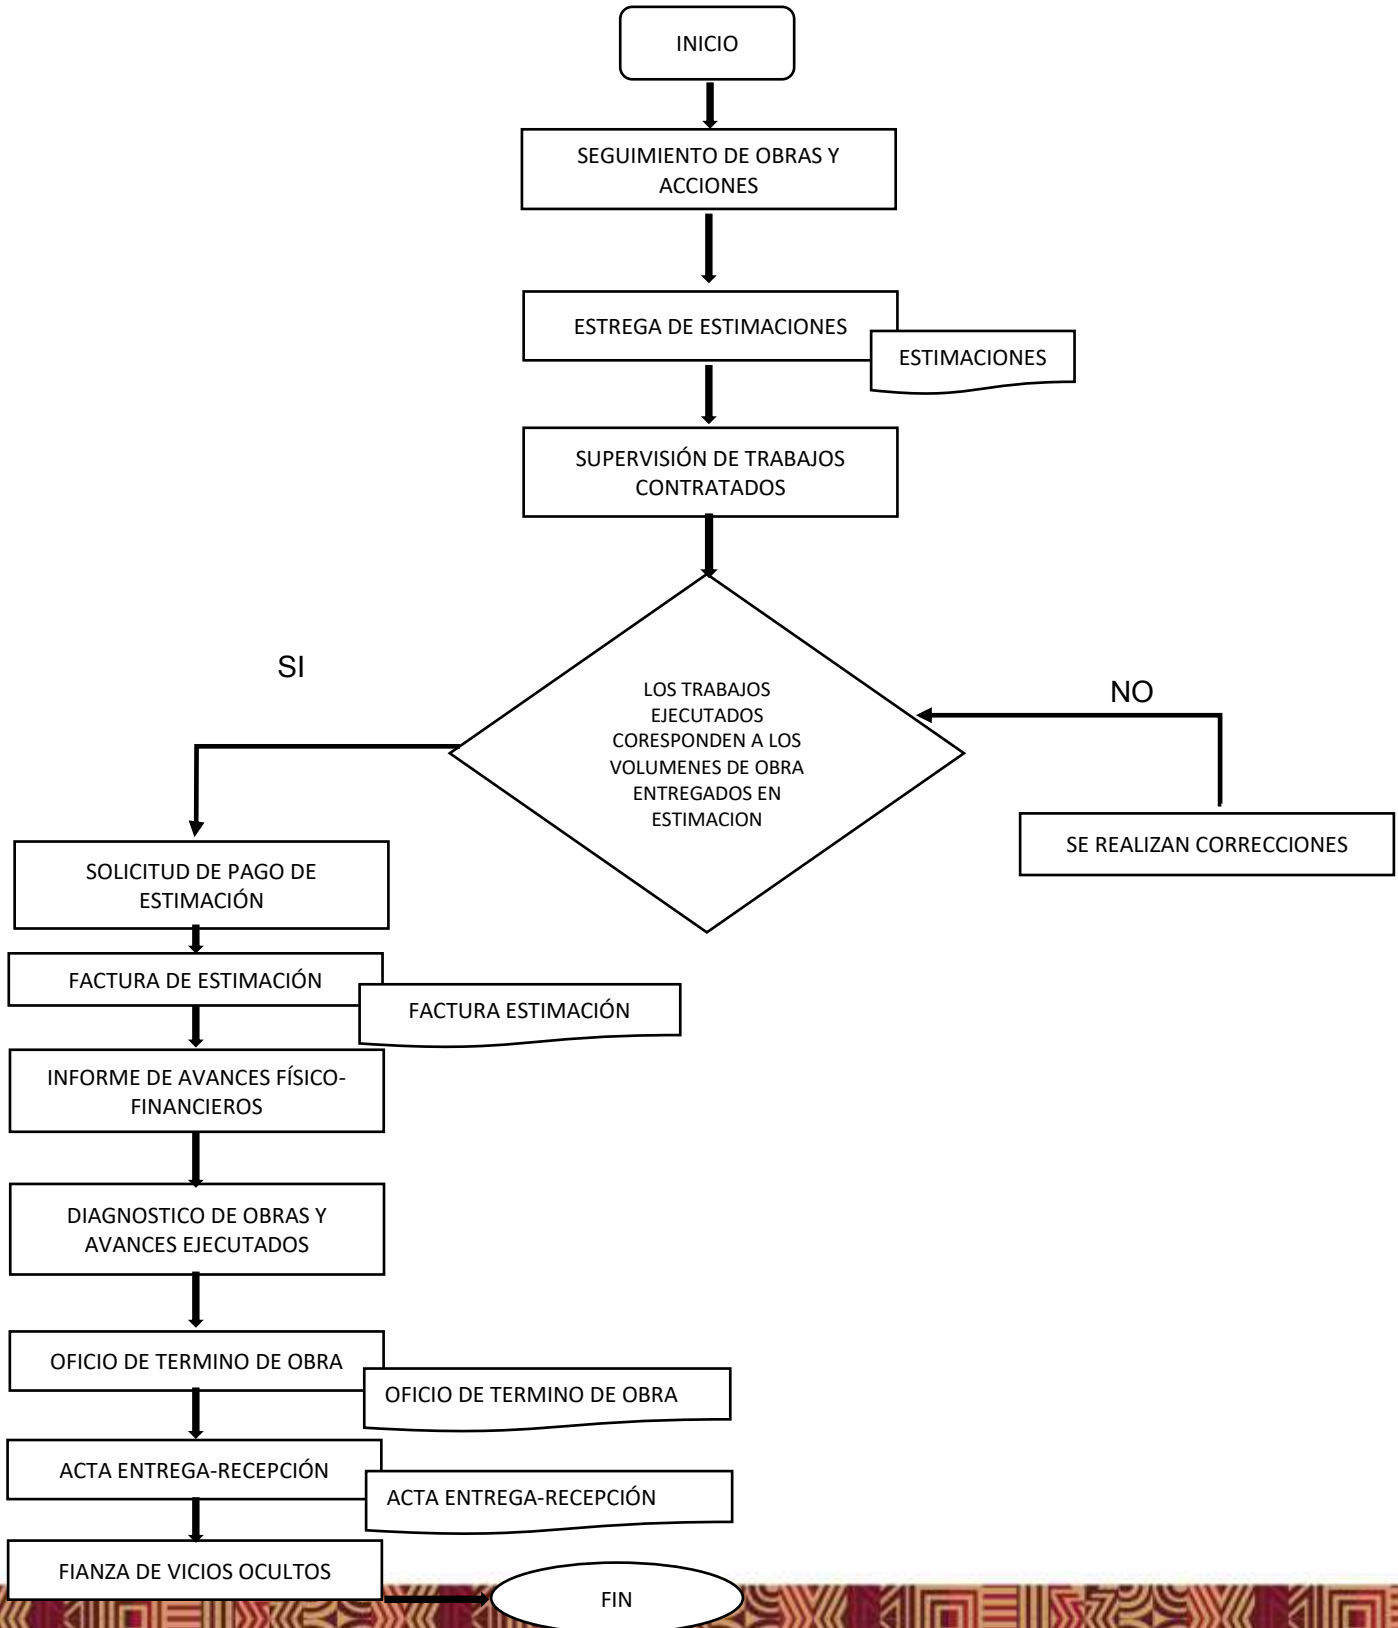 INICIO
SEGUIMIENTO DE OBRAS Y
ACCIONES
ESTREGA DE ESTIMACIONES
ESTIMACIONES
SUPERVISIÓN DE TRABAJOS
CONTRATADOS
SI
LOS TRABAJOS
EJECUTADOS
CORESPONDEN A LOS
VOLUMENES DE OBRA
ENTREGADOS EN
ESTIMACION
NO
SE REALIZAN CORRECCIONES
SOLICITUD DE PAGO DE
ESTIMACIÓN
FACTURA DE ESTIMACIÓN
FACTURA ESTIMACIÓN
INFORME DE AVANCES FÍSICO-
FINANCIEROS
DIAGNOSTICO DE OBRAS Y
AVANCES EJECUTADOS
OFICIO DE TERMINO DE OBRA
OFICIO DE TERMINO DE OBRA
ACTA ENTREGA-RECEPCIÓN
ACTA ENTREGA-RECEPCIÓN
FIANZA DE VICIOS OCULTOS
FIN